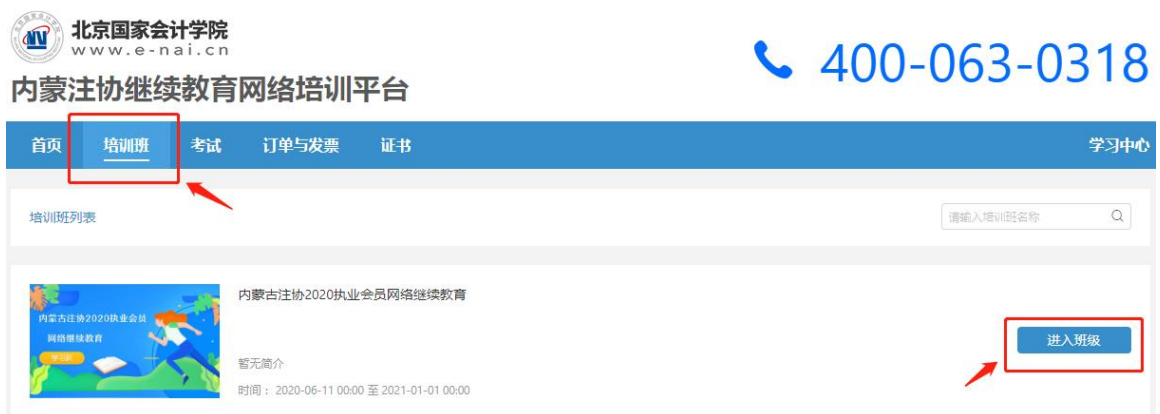 北京国家会计学院
www.e-nai.cn
400-063-0318
内蒙注协继续教育网络培训平台
首页 培训班 考试 订单与发票 证书 学习中心
培训班列表
请输入培训班名称
内蒙古注协2020执业会员网络继续教育
内蒙古注协2020执业会员
网络继续教育
进入班级
暂无简介
时间：2020-06-11 00:00 至 2021-01-01 00:00